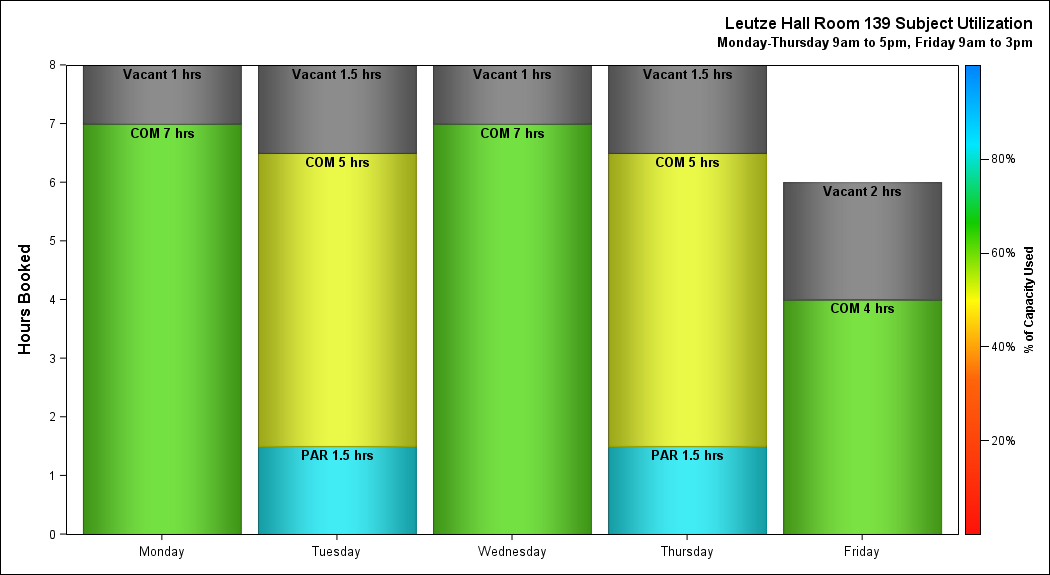 Leutze Hall Room 139 Subject Utilization
Monday-Thursday 9am to 5pm, Friday 9am to 3pm
Hours Booked
8
7
6
5
4
3
2
1
0
Vacant 1 hrs
COM 7 hrs
Vacant 1.5 hrs
COM 5 hrs
PAR 1.5 hrs
Vacant 1 hrs
COM 7 hrs
Vacant 1.5 hrs
COM 5 hrs
PAR 1.5 hrs
Vacant 2 hrs
COM 4 hrs
Monday
Tuesday
Wednesday
Thursday
Friday
80%
60%
40%
20%
% of Capacity Used